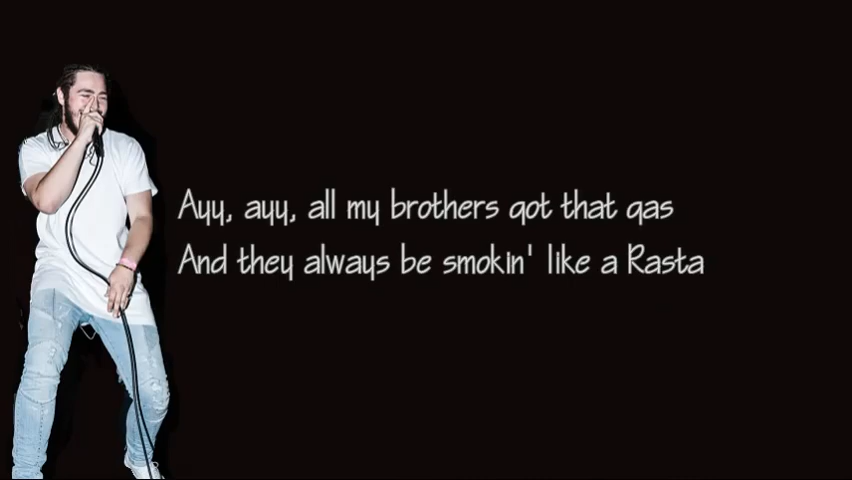 Ayy, ayy, all my brothers got that gas
And they always be smokin' like a Rasta